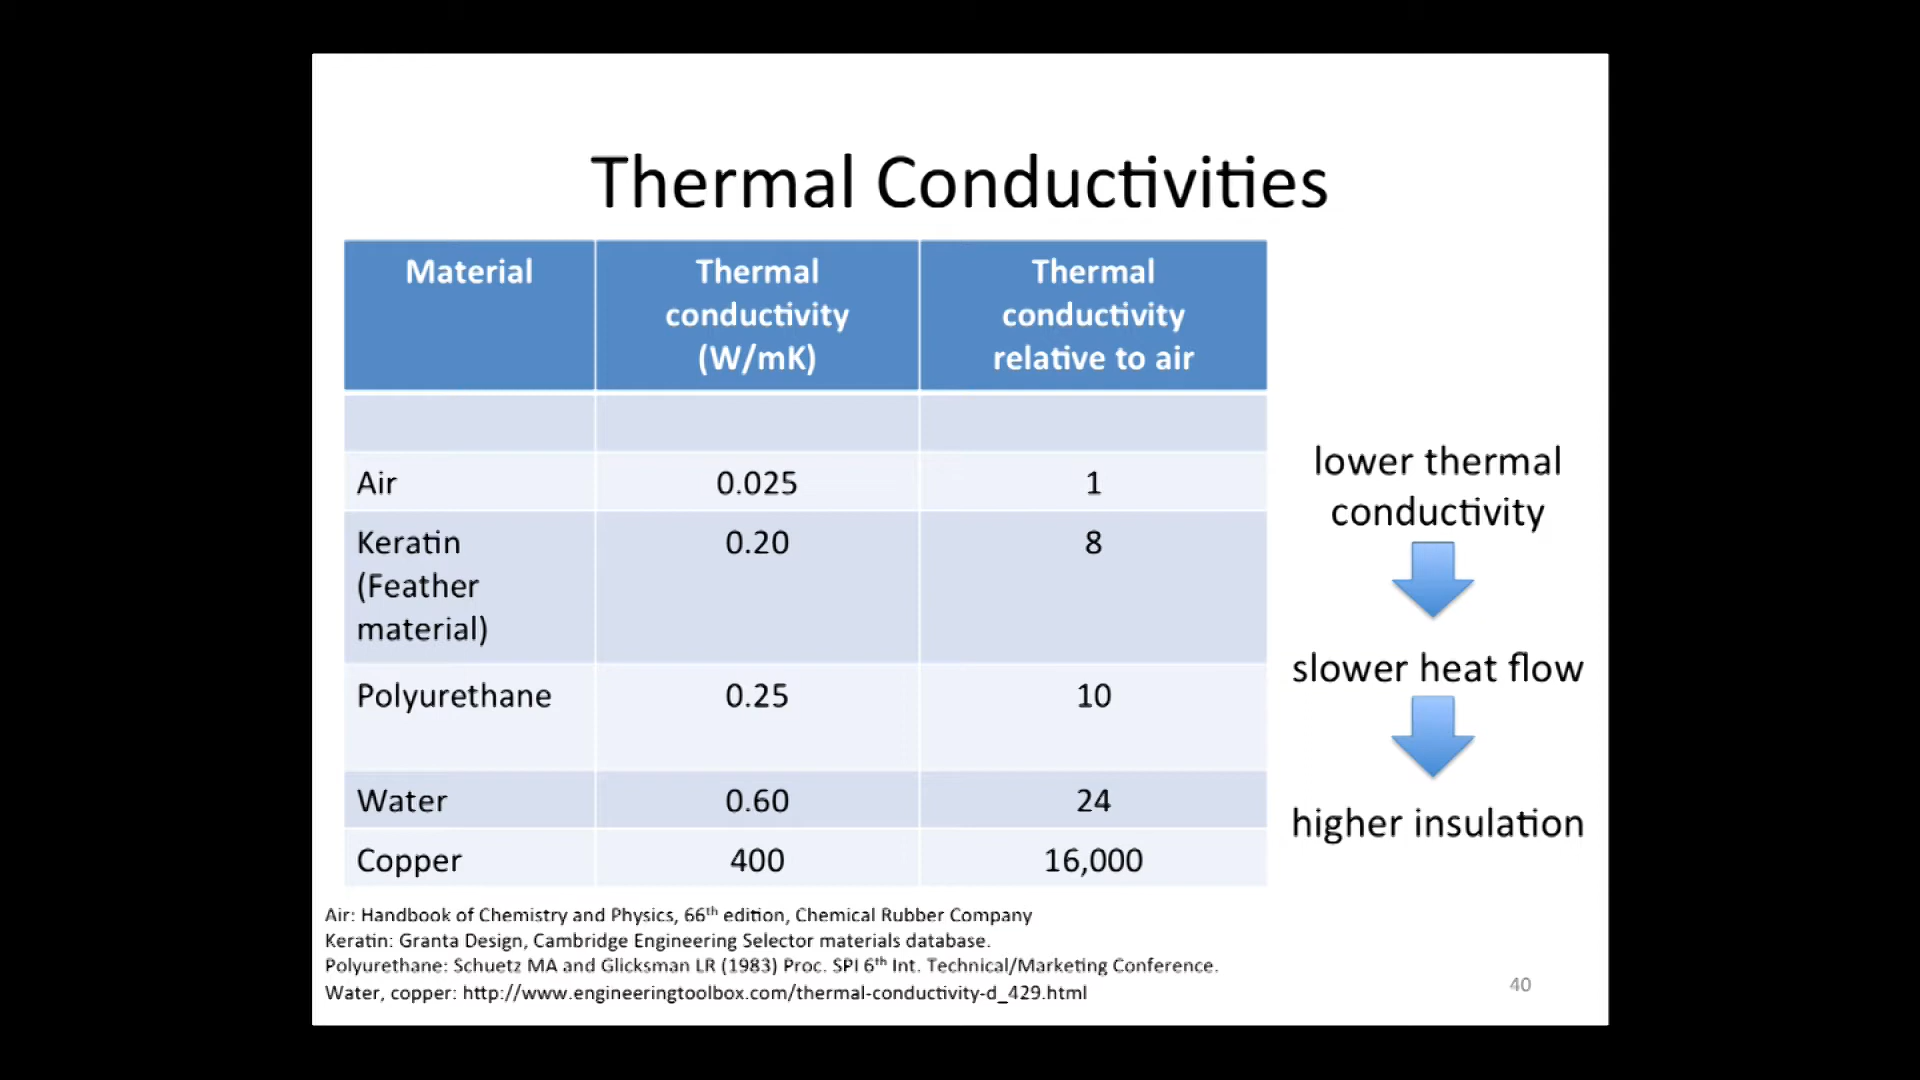 Thermal Conductivities
Material
Thermal
conductivity
(W/mK)
Thermal
conductivity
relative to air
Air 0.025 1
Keratin 0.20 8
(Feather
material)
Polyurethane 0.25 10
Water 0.60 24
Copper 400 16,000
lower thermal
conductivity
slower heat flow
higher insulation
Air: Handbook of Chemistry and Physics, 66th edition, Chemical Rubber Company
Keratin: Granta Design, Cambridge Engineering Selector materials database.
Polyurethane: Schuetz MA and Glicksman LR (1983) Proc. SPI 6th Int. Technical/Marketing Conference.
Water, copper: http://www.engineeringtoolbox.com/thermal-conductivity-d_429.html
40